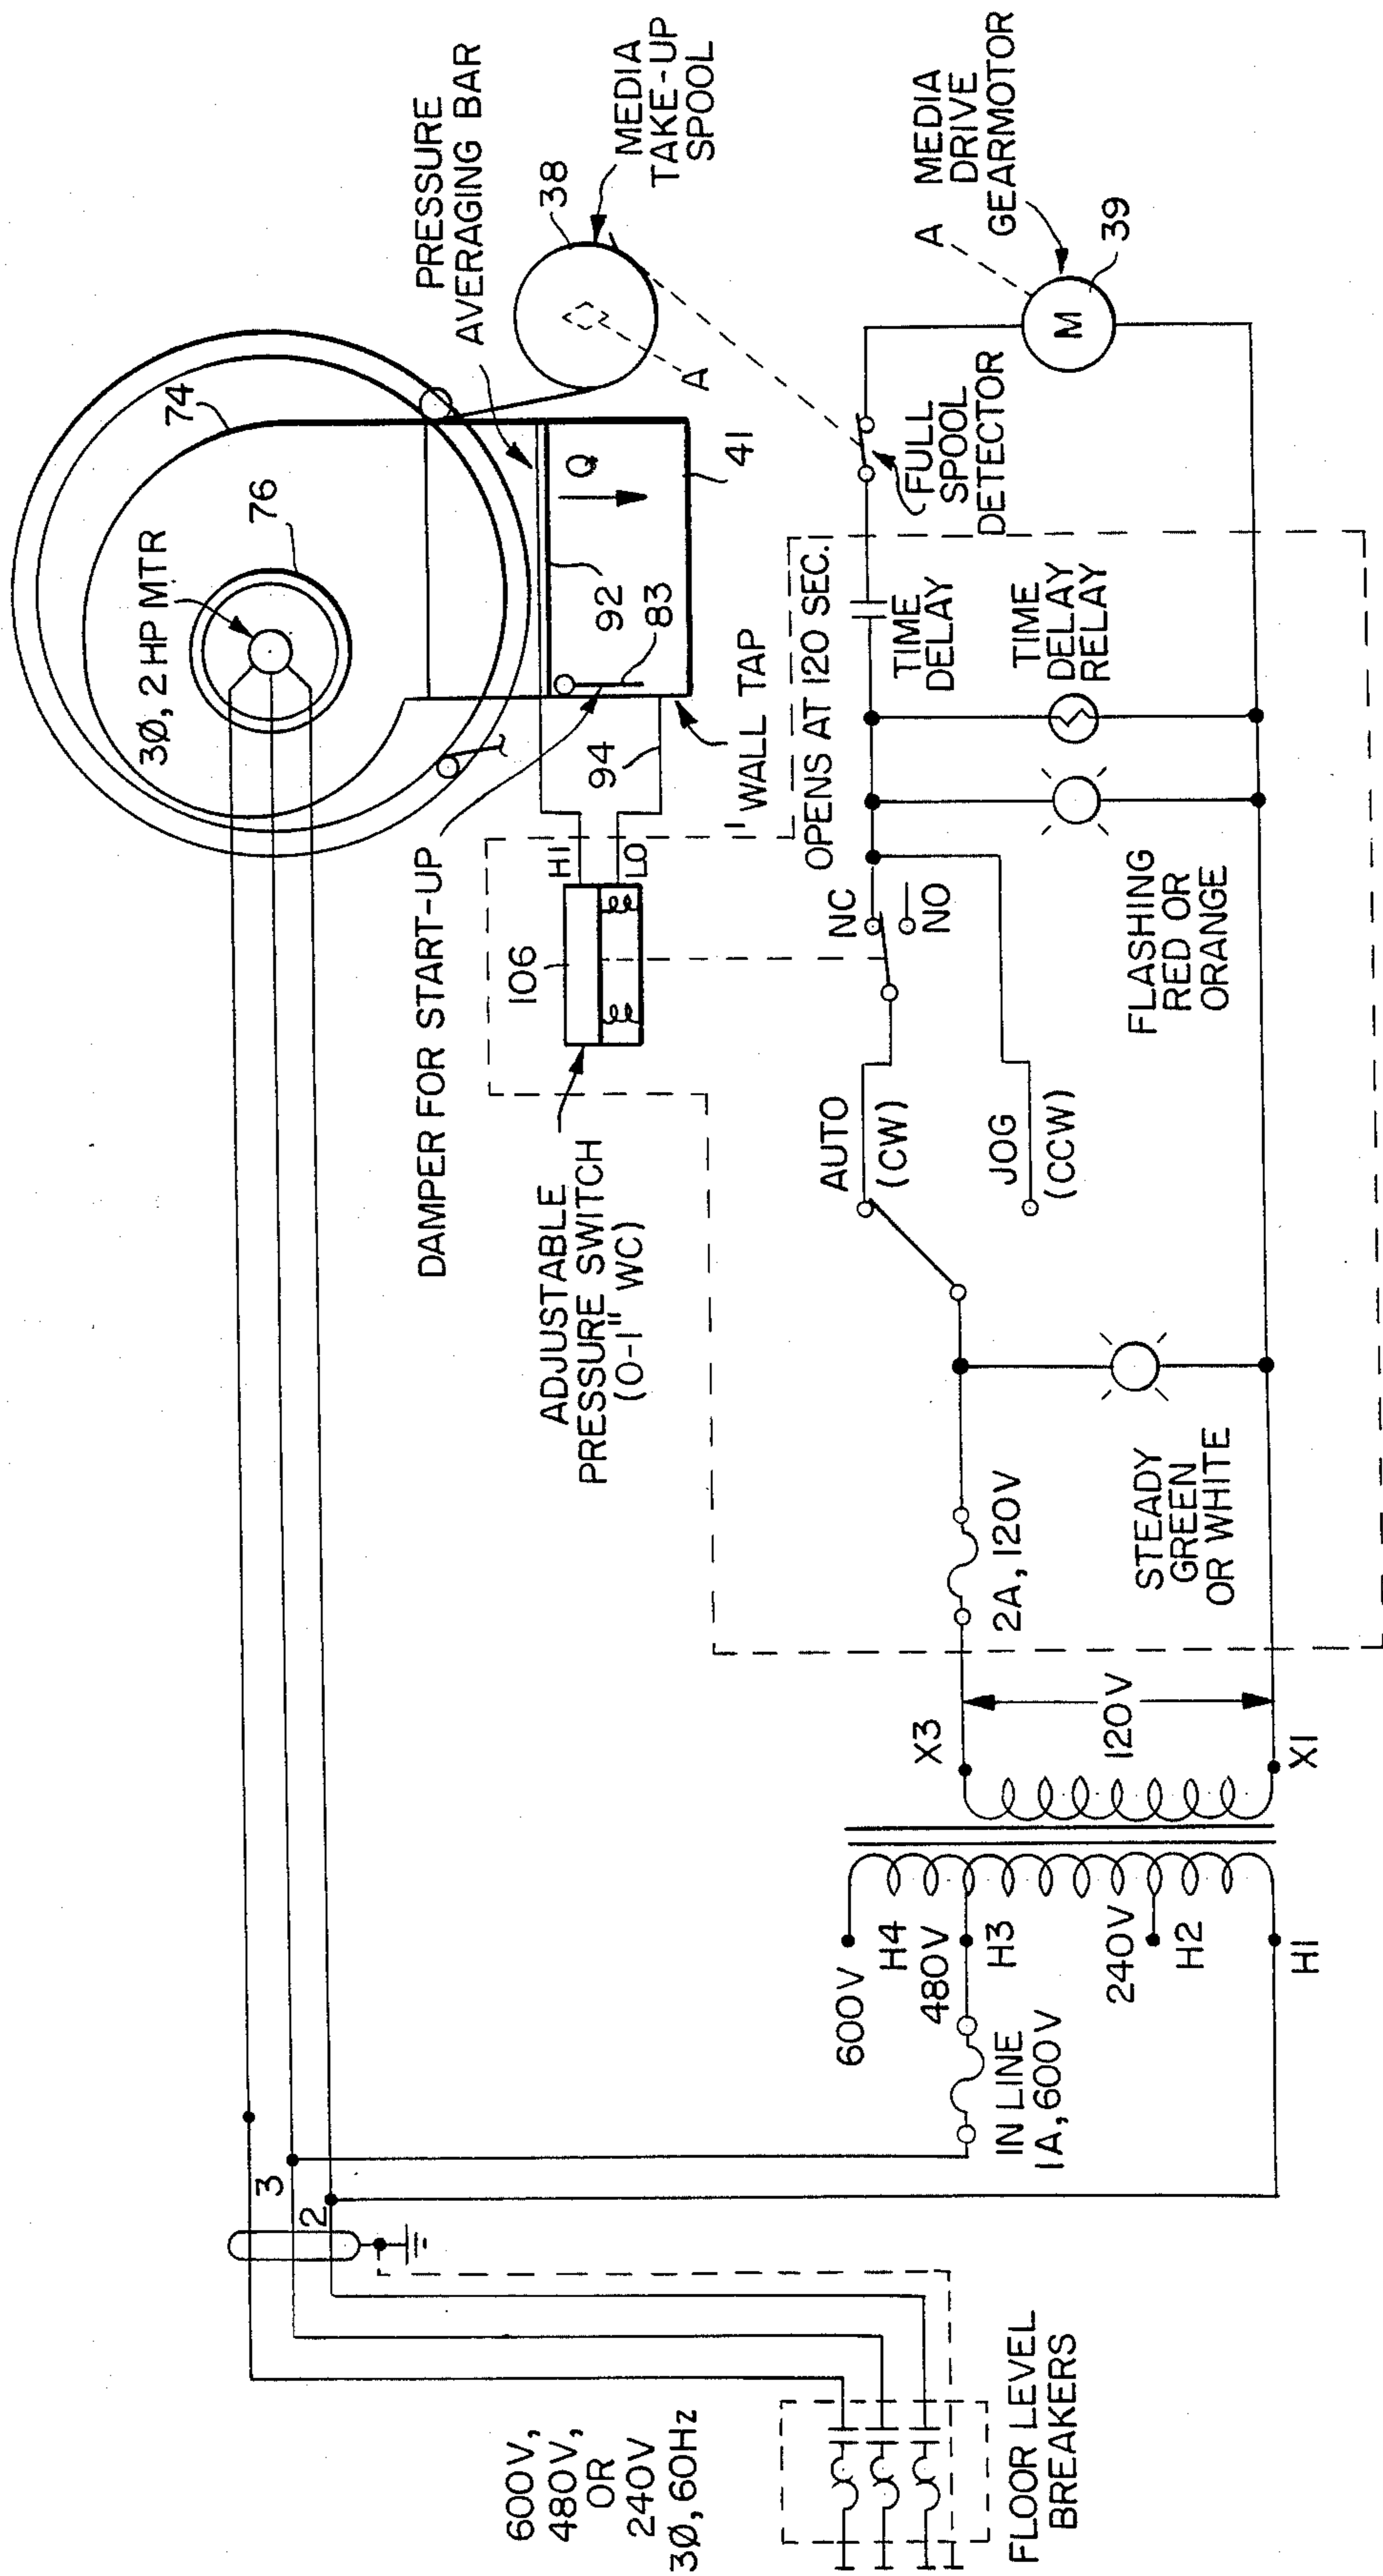 600V,
480V,
OR
240V
3Ø, 60HZ
FLOOR LEVEL
BREAKERS
3
2
IN LINE
1A, 600V
600V
H4
480V
H3
240V
H2
H1
X3
120V
X1
2A, 120V
STEADY
GREEN
OR WHITE
AUTO
(CW)
JOG
(CCW)
ADJUSTABLE
PRESSURE SWITCH
(0-1" WC)
106
HI
LO
NC
NO
FLASHING
RED OR
ORANGE
OPENS AT 120 SEC.
TIME
DELAY
TIME
DELAY
RELAY
DAMPER FOR START-UP
94
WALL TAP
3Ø, 2HP MTR
76
74
92
83
Q
41
PRESSURE
AVERAGING BAR
38
MEDIA
TAKE-UP
SPOOL
A
FULL
SPOOL
DETECTOR
A
MEDIA
DRIVE
GEARMOTOR
39
M